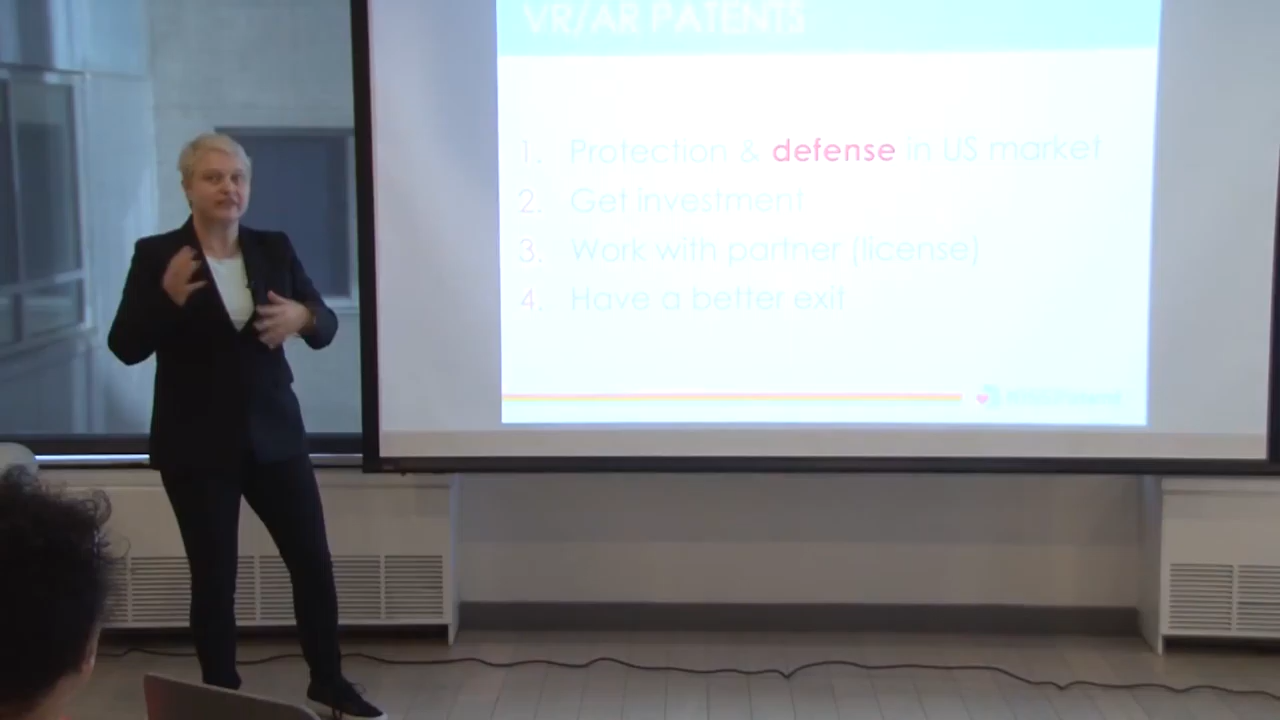 VR/AR PATENTS
1. Protection & defense in US market
2. Get investment
3. Work with partner (license)
4. Have a better exit